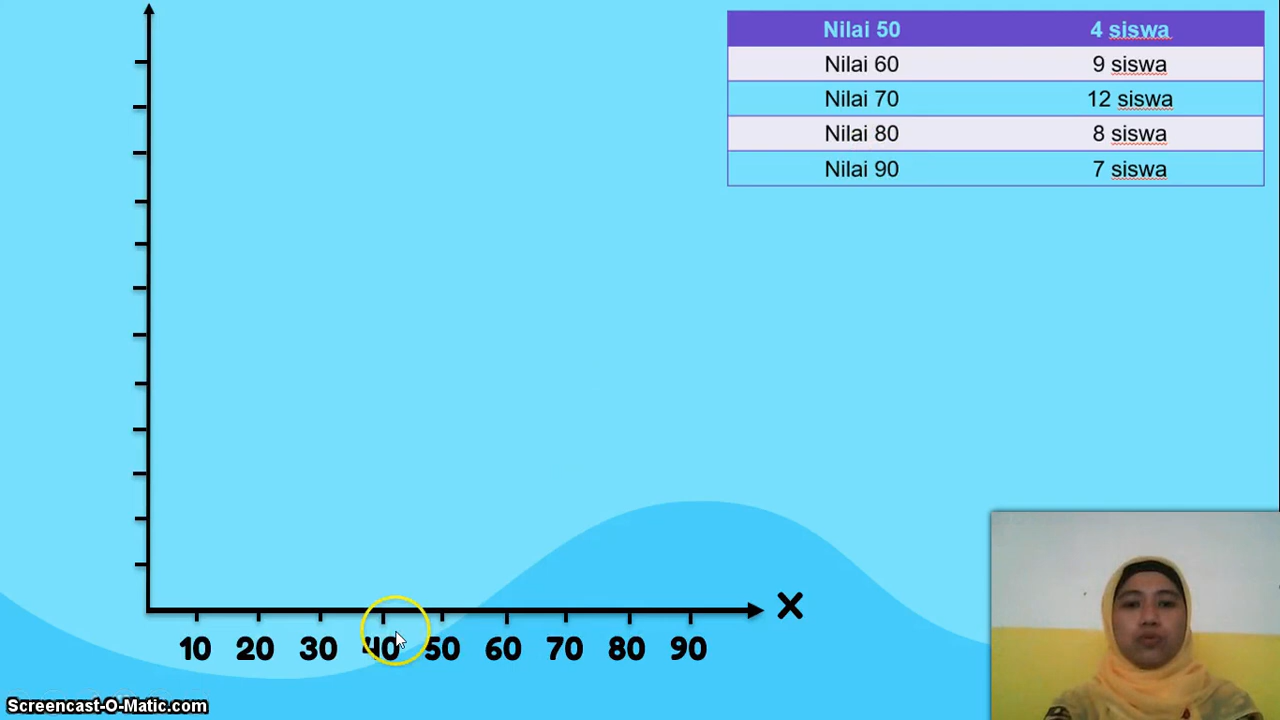 Nilai 50 4 siswa
Nilai 60 9 siswa
Nilai 70 12 siswa
Nilai 80 8 siswa
Nilai 90 7 siswa
X
10 20 30 40 50 60 70 80 90
Screencast-O-Matic.com